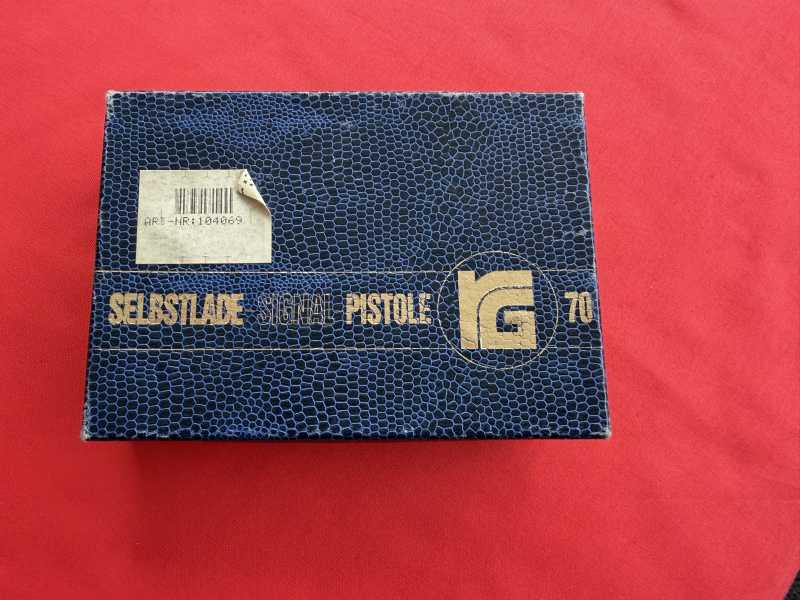 ART-NR:104069
SELBSTLADE SIGNAL PISTOLE RG 70